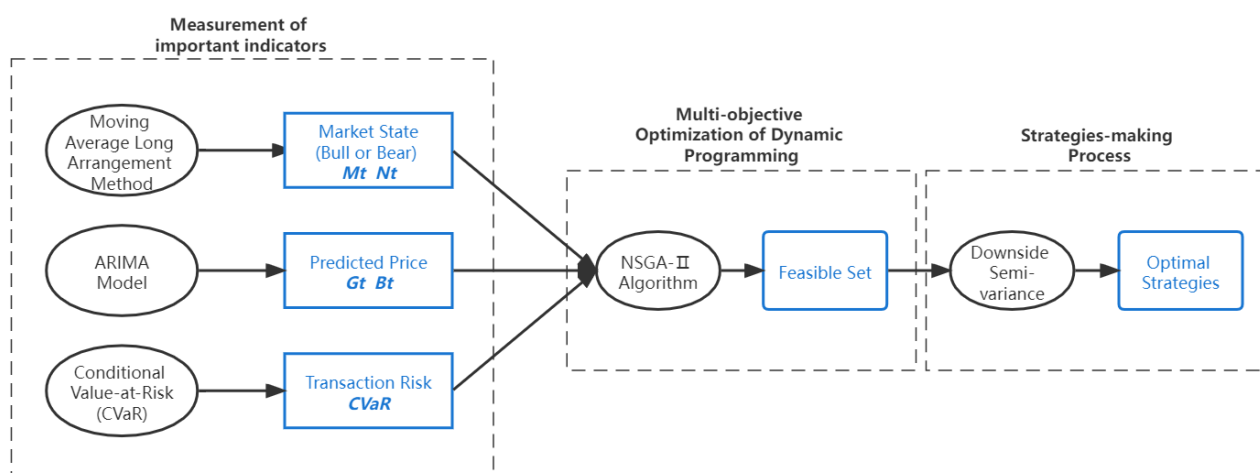 Measurement of
important indicators
Moving
Average Long
Arrangement
Method
Market State
(Bull or Bear)
Mt Nt
ARIMA
Model
Predicted Price
Gt Bt
Conditional
Value-at-Risk
(CVaR)
Transaction Risk
CVaR
Multi-objective
Optimization of Dynamic
Programming
NSGA-Ⅱ
Algorithm
Feasible Set
Strategies-making
Process
Downside
Semi-
variance
Optimal
Strategies